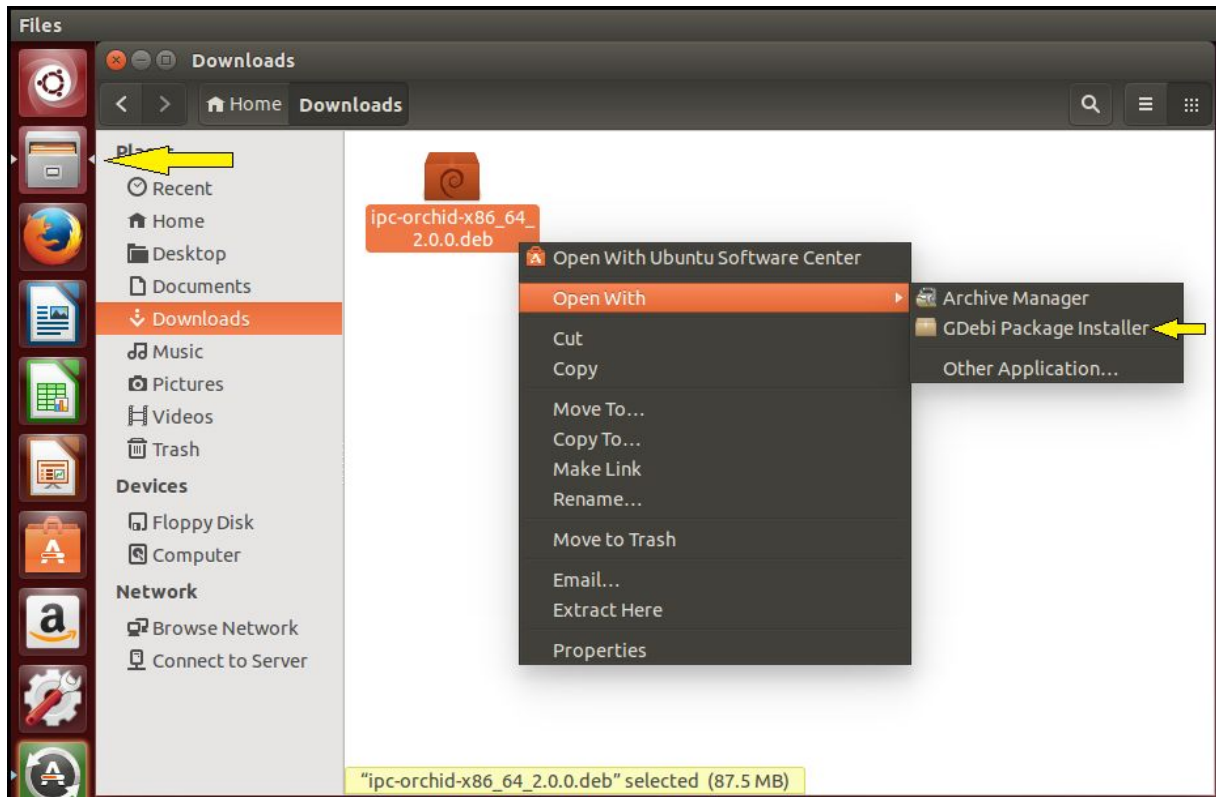 Files
Downloads
Home Downloads
Recent
Home
Desktop
Documents
Downloads
Music
Pictures
Videos
Trash
Devices
Floppy Disk
Computer
Network
Browse Network
Connect to Server
ipc-orchid-x86_64_
2.0.0.deb
Open With Ubuntu Software Center
Open With
Cut
Copy
Move To...
Copy To...
Make Link
Rename...
Move to Trash
Email...
Extract Here
Properties
Archive Manager
GDebi Package Installer
Other Application...
"ipc-orchid-x86_64_2.0.0.deb" selected (87.5 MB)